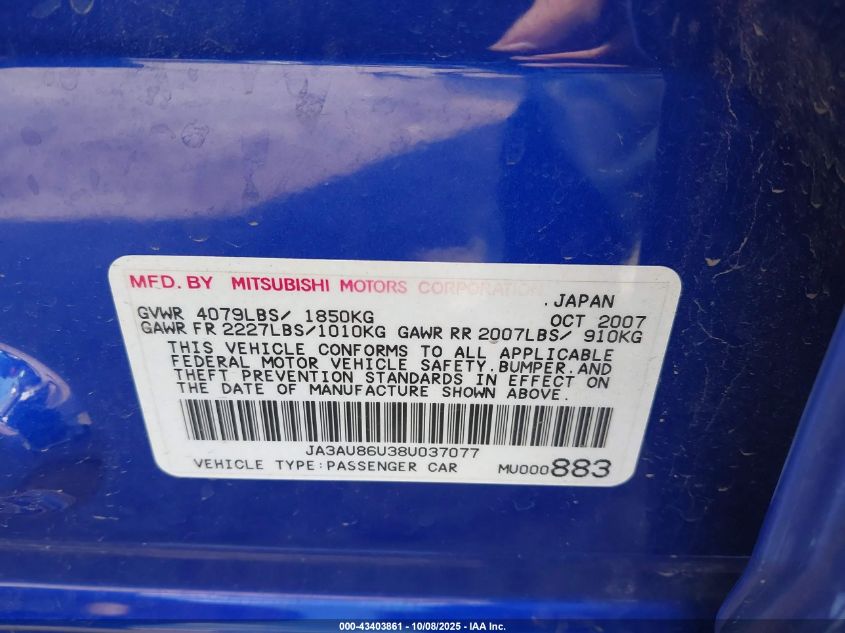 MFD. BY MITSUBISHI MOTORS CORPORATION
, JAPAN
GVWR 4079LBS/ 1850KG OCT 2007
GAWR FR 2227LBS/1010KG GAWR RR 2007LBS/ 910KG
THIS VEHICLE CONFORMS TO ALL APPLICABLE
FEDERAL MOTOR VEHICLE SAFETY,BUMPER,AND
THEFT PREVENTION STANDARDS IN EFFECT ON
THE DATE OF MANUFACTURE SHOWN ABOVE.
JA3AU86U38U037077
VEHICLE TYPE:PASSENGER CAR MU000883
000-43403861 - 10/08/2025 - IAA Inc.